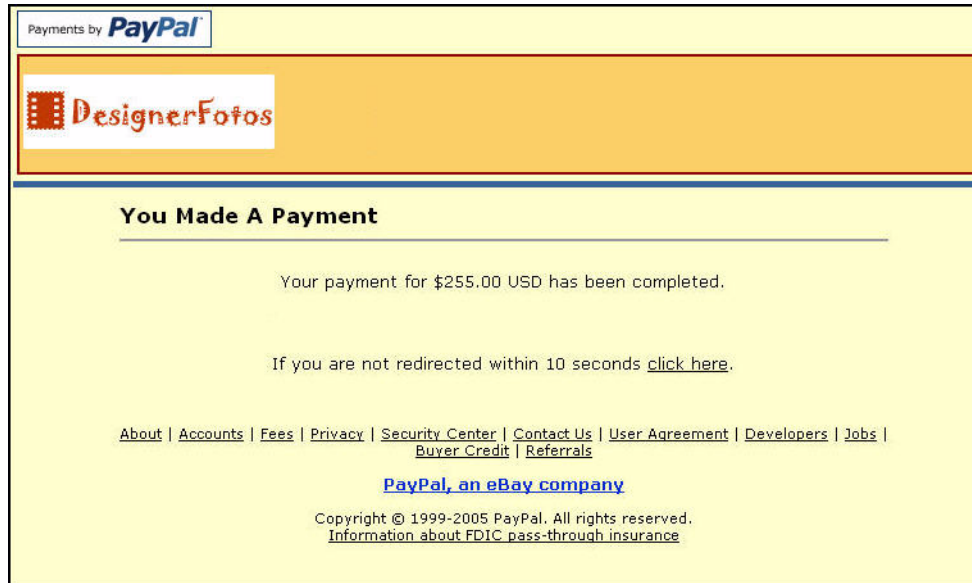 Payments by PayPal
DesignerFotos
You Made A Payment
Your payment for $255.00 USD has been completed.
If you are not redirected within 10 seconds click here.
About | Accounts | Fees | Privacy | Security Center | Contact Us | User Agreement | Developers | Jobs |
Buyer Credit | Referrals
PayPal, an eBay company
Copyright © 1999-2005 PayPal. All rights reserved.
Information about FDIC pass-through insurance